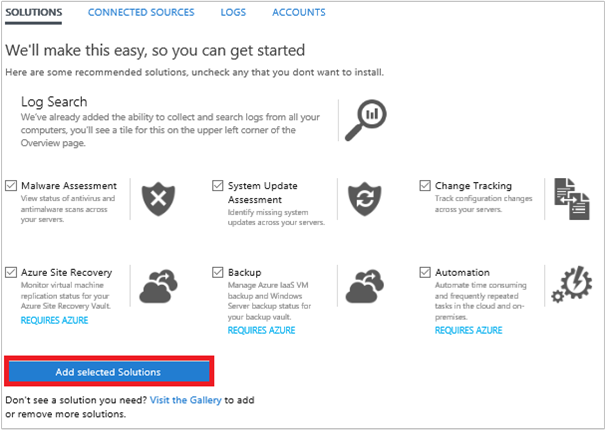 SOLUTIONS CONNECTED SOURCES LOGS ACCOUNTS
We'll make this easy, so you can get started
Here are some recommended solutions, uncheck any that you dont want to install.
Log Search
We've already added the ability to collect and search logs from all your
computers, you'll see a tile for this on the upper left corner of the
Overview page.
Malware Assessment
View status of antivirus and
antimalware scans across
your servers.
System Update
Assessment
Identify missing system
updates across your servers.
Change Tracking
Track configuration changes
across your servers.
Azure Site Recovery
Monitor virtual machine
replication status for your
Azure Site Recovery Vault.
REQUIRES AZURE
Backup
Manage Azure IaaS VM
backup and Windows
Server backup status for
your backup vault.
REQUIRES AZURE
Automation
Automate time consuming
and frequently repeated
tasks in the cloud and on-
premises.
REQUIRES AZURE
Add selected Solutions
Don't see a solution you need? Visit the Gallery to add
or remove more solutions.